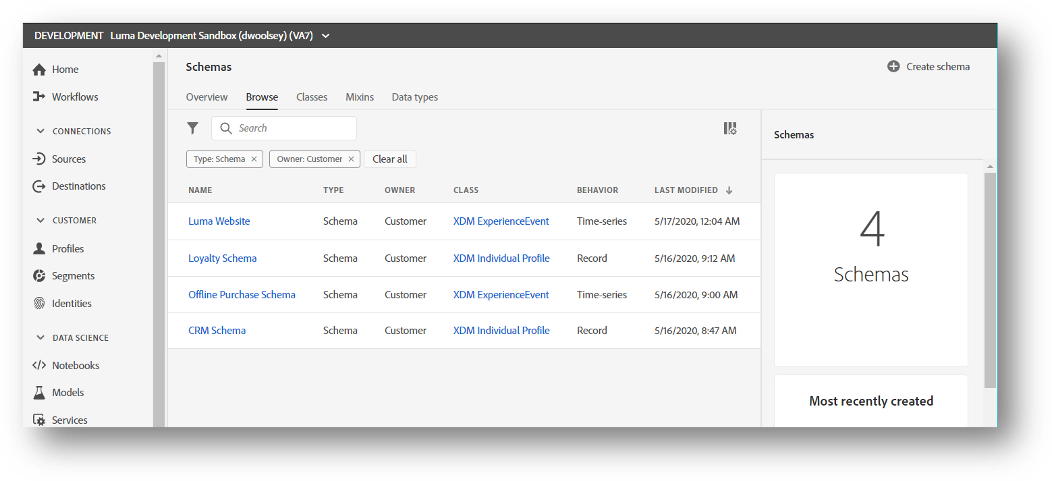 DEVELOPMENT Luma Development Sandbox (dwoolsey) (VA7)
Home
Workflows
CONNECTIONS
Sources
Destinations
CUSTOMER
Profiles
Segments
Identities
DATA SCIENCE
Notebooks
Models
Services
Schemas
Create schema
Overview Browse Classes Mixins Data types
Search
Type: Schema × Owner: Customer × Clear all
NAME TYPE OWNER CLASS BEHAVIOR LAST MODIFIED
Luma Website Schema Customer XDM ExperienceEvent Time-series 5/17/2020, 12:04 AM
Loyalty Schema Schema Customer XDM Individual Profile Record 5/16/2020, 9:12 AM
Offline Purchase Schema Schema Customer XDM ExperienceEvent Time-series 5/16/2020, 9:00 AM
CRM Schema Schema Customer XDM Individual Profile Record 5/16/2020, 8:47 AM
Schemas
4
Schemas
Most recently created